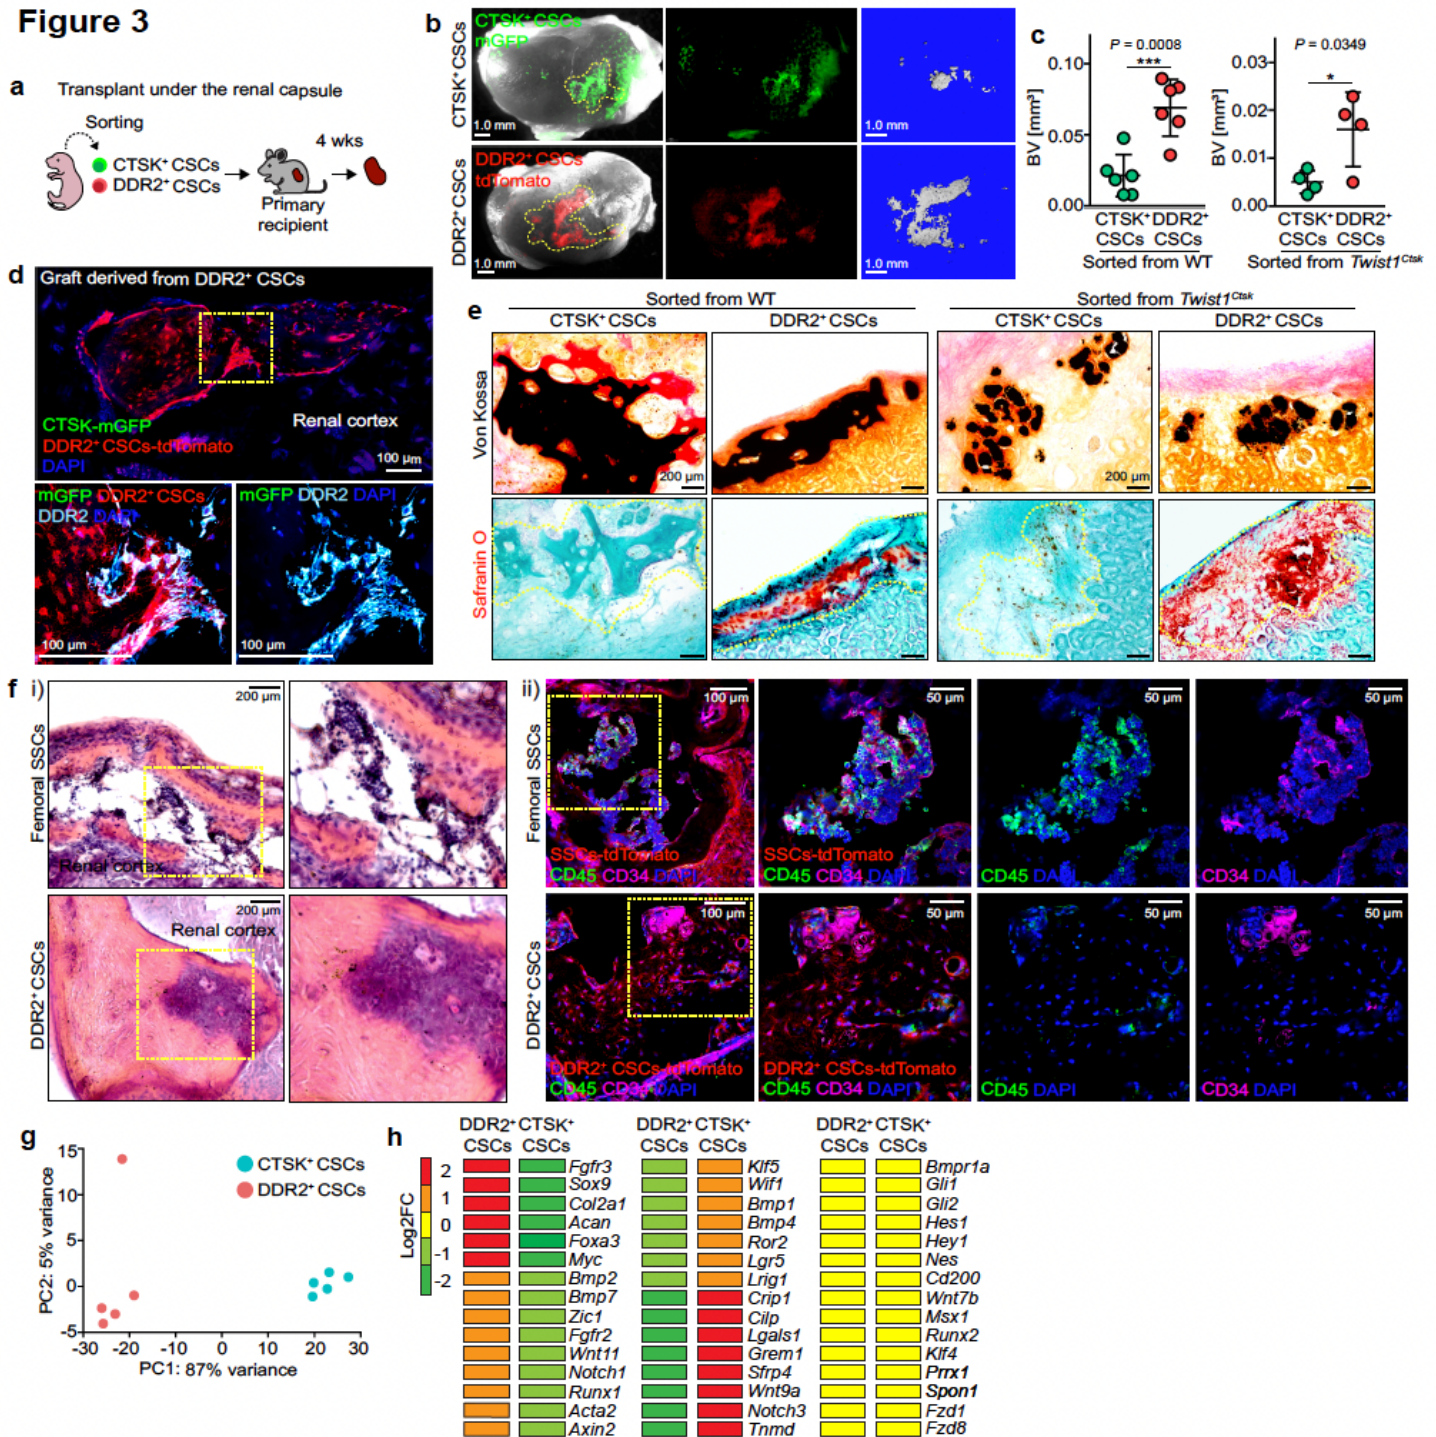 Figure 3
a
Transplant under the renal capsule
Sorting
CTSK⁺ CSCs
DDR2⁺ CSCs
4 wks
Primary
recipient
b
CTSK⁺ CSCs
CTSK⁺ CSCs
mGFP
1.0 mm
1.0 mm
DDR2⁺ CSCs
DDR2⁺ CSCs
tdTomato
1.0 mm
1.0 mm
c
P = 0.0008
***
BV [mm³]
0.10
0.05
0.00
CTSK⁺ DDR2⁺
CSCs CSCs
Sorted from WT
P = 0.0349
*
BV [mm³]
0.03
0.02
0.01
0.00
CTSK⁺ DDR2⁺
CSCs CSCs
Sorted from Twist1^Ctsk
d
Graft derived from DDR2⁺ CSCs
CTSK-mGFP
DDR2⁺ CSCs-tdTomato
DAPI
Renal cortex
100 µm
mGFP DDR2⁺ CSCs
DDR2 DAPI
100 µm
mGFP DDR2 DAPI
100 µm
e
Sorted from WT
Sorted from Twist1^Ctsk
CTSK⁺ CSCs
DDR2⁺ CSCs
CTSK⁺ CSCs
DDR2⁺ CSCs
Von Kossa
200 µm
200 µm
Safranin O
f
i)
Femoral SSCs
200 µm
Renal cortex
DDR2⁺ CSCs
200 µm
Renal cortex
ii)
Femoral SSCs
100 µm
SSCs-tdTomato
CD45 CD34 DAPI
50 µm
SSCs-tdTomato
CD45 CD34 DAPI
50 µm
CD45 DAPI
50 µm
CD34 DAPI
DDR2⁺ CSCs
100 µm
DDR2⁺ CSCs-tdTomato
CD45 CD34 DAPI
50 µm
DDR2⁺ CSCs-tdTomato
CD45 CD34 DAPI
50 µm
CD45 DAPI
50 µm
CD34 DAPI
g
CTSK⁺ CSCs
DDR2⁺ CSCs
PC2: 5% variance
15
10
5
0
-5
-30 -20 -10 0 10 20 30
PC1: 87% variance
h
Log2FC
2
1
0
-1
-2
DDR2⁺ CTSK⁺
CSCs CSCs
Fgfr3
Sox9
Col2a1
Acan
Foxa3
Myc
Bmp2
Bmp7
Zic1
Fgfr2
Wnt11
Notch1
Runx1
Acta2
Axin2
DDR2⁺ CTSK⁺
CSCs CSCs
Klf5
Wif1
Bmp1
Bmp4
Ror2
Lgr5
Lrig1
Crip1
Cilp
Lgals1
Grem1
Sfrp4
Wnt9a
Notch3
Tnmd
DDR2⁺ CTSK⁺
CSCs CSCs
Bmpr1a
Gli1
Gli2
Hes1
Hey1
Nes
Cd200
Wnt7b
Msx1
Runx2
Klf4
Prrx1
Spon1
Fzd1
Fzd8